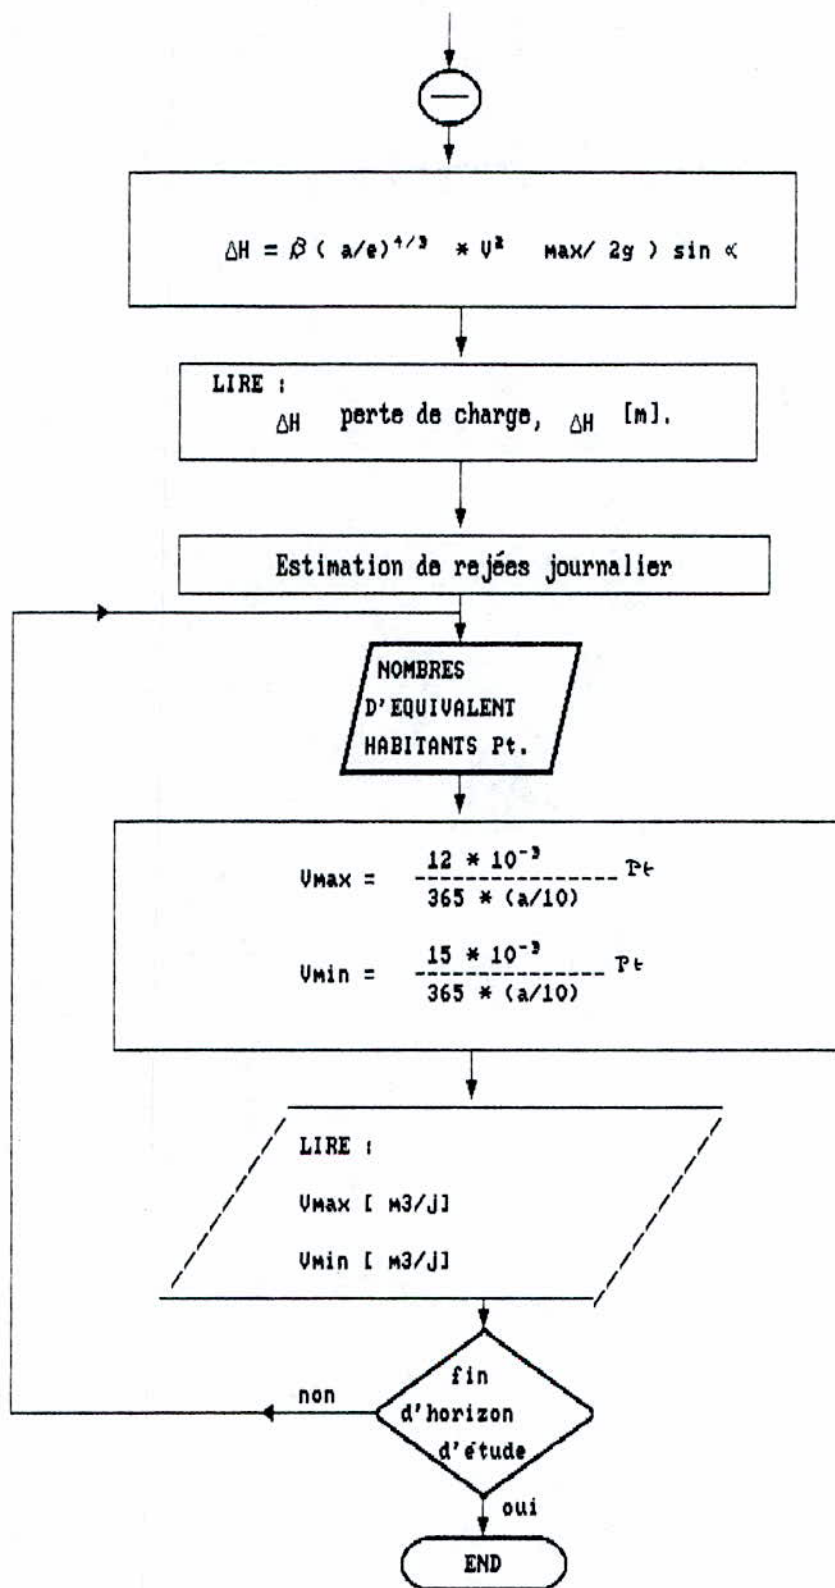 ΔH = β ( a/e)^4/3 * V² max/ 2g ) sin ∝
LIRE :
ΔH perte de charge, ΔH [m].
Estimation de rejées journalier
NOMBRES
D'EQUIVALENT
HABITANTS Pt.
Vmax = 12 * 10⁻³ / 365 * (a/10) Pt
Vmin = 15 * 10⁻³ / 365 * (a/10) Pt
LIRE :
Vmax [ m3/j]
Vmin [ m3/j]
fin
d'horizon
d'étude
non
oui
END